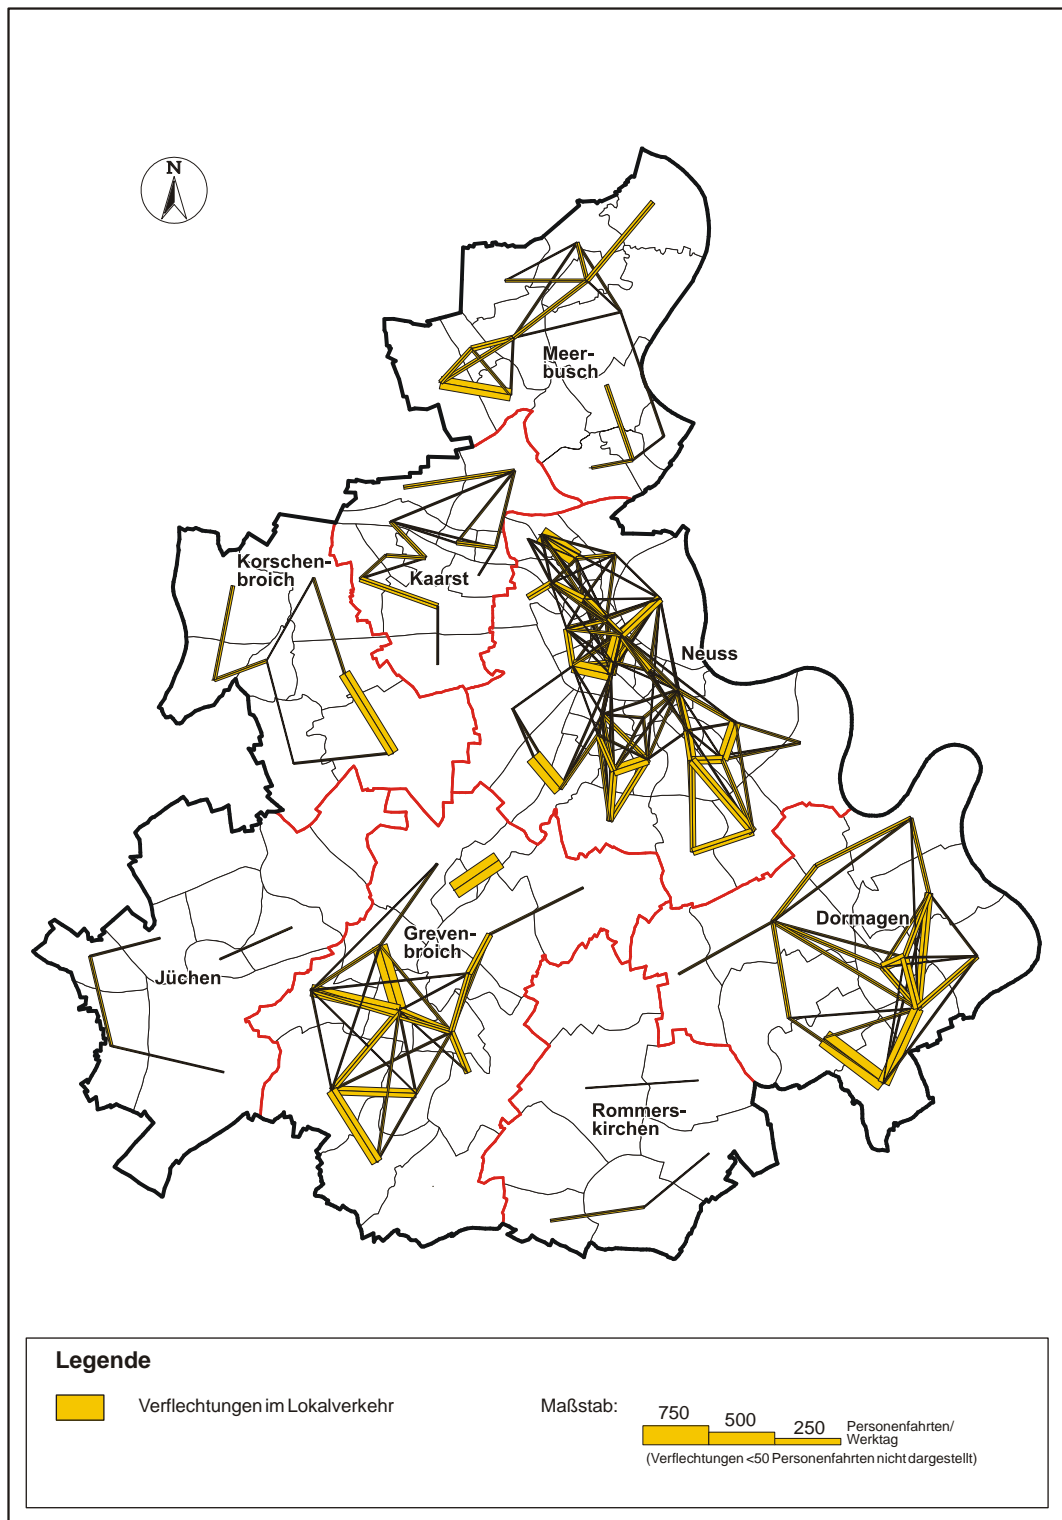 N
Meer-
busch
Korschen-
broich
Kaarst
Neuss
Dormagen
Greven-
broich
Jüchen
Rommers-
kirchen
Legende
Verflechtungen im Lokalverkehr
Maßstab:
750 500 250 Personenfahrten/
Werktag
(Verflechtungen <50 Personenfahrten nicht dargestellt)